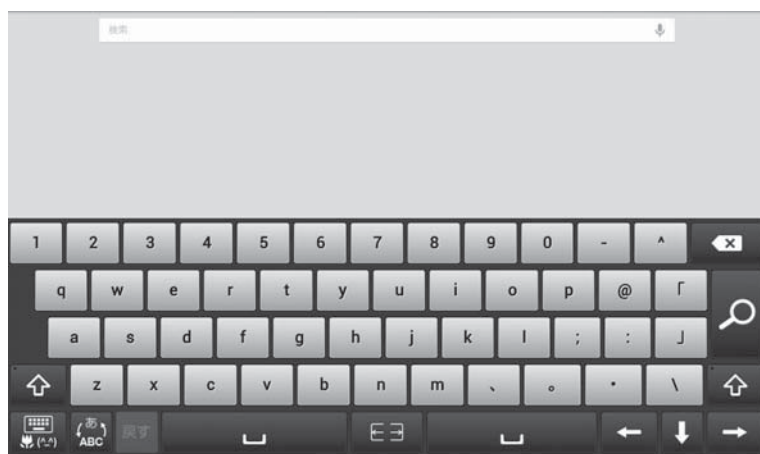 検索
1 2 3 4 5 6 7 8 9 0 - ^
q w e r t y u i o p @ 「
a s d f g h j k l ; : 」
z x c v b n m 、 。 ・ \
(^_^) あ ABC 戻す